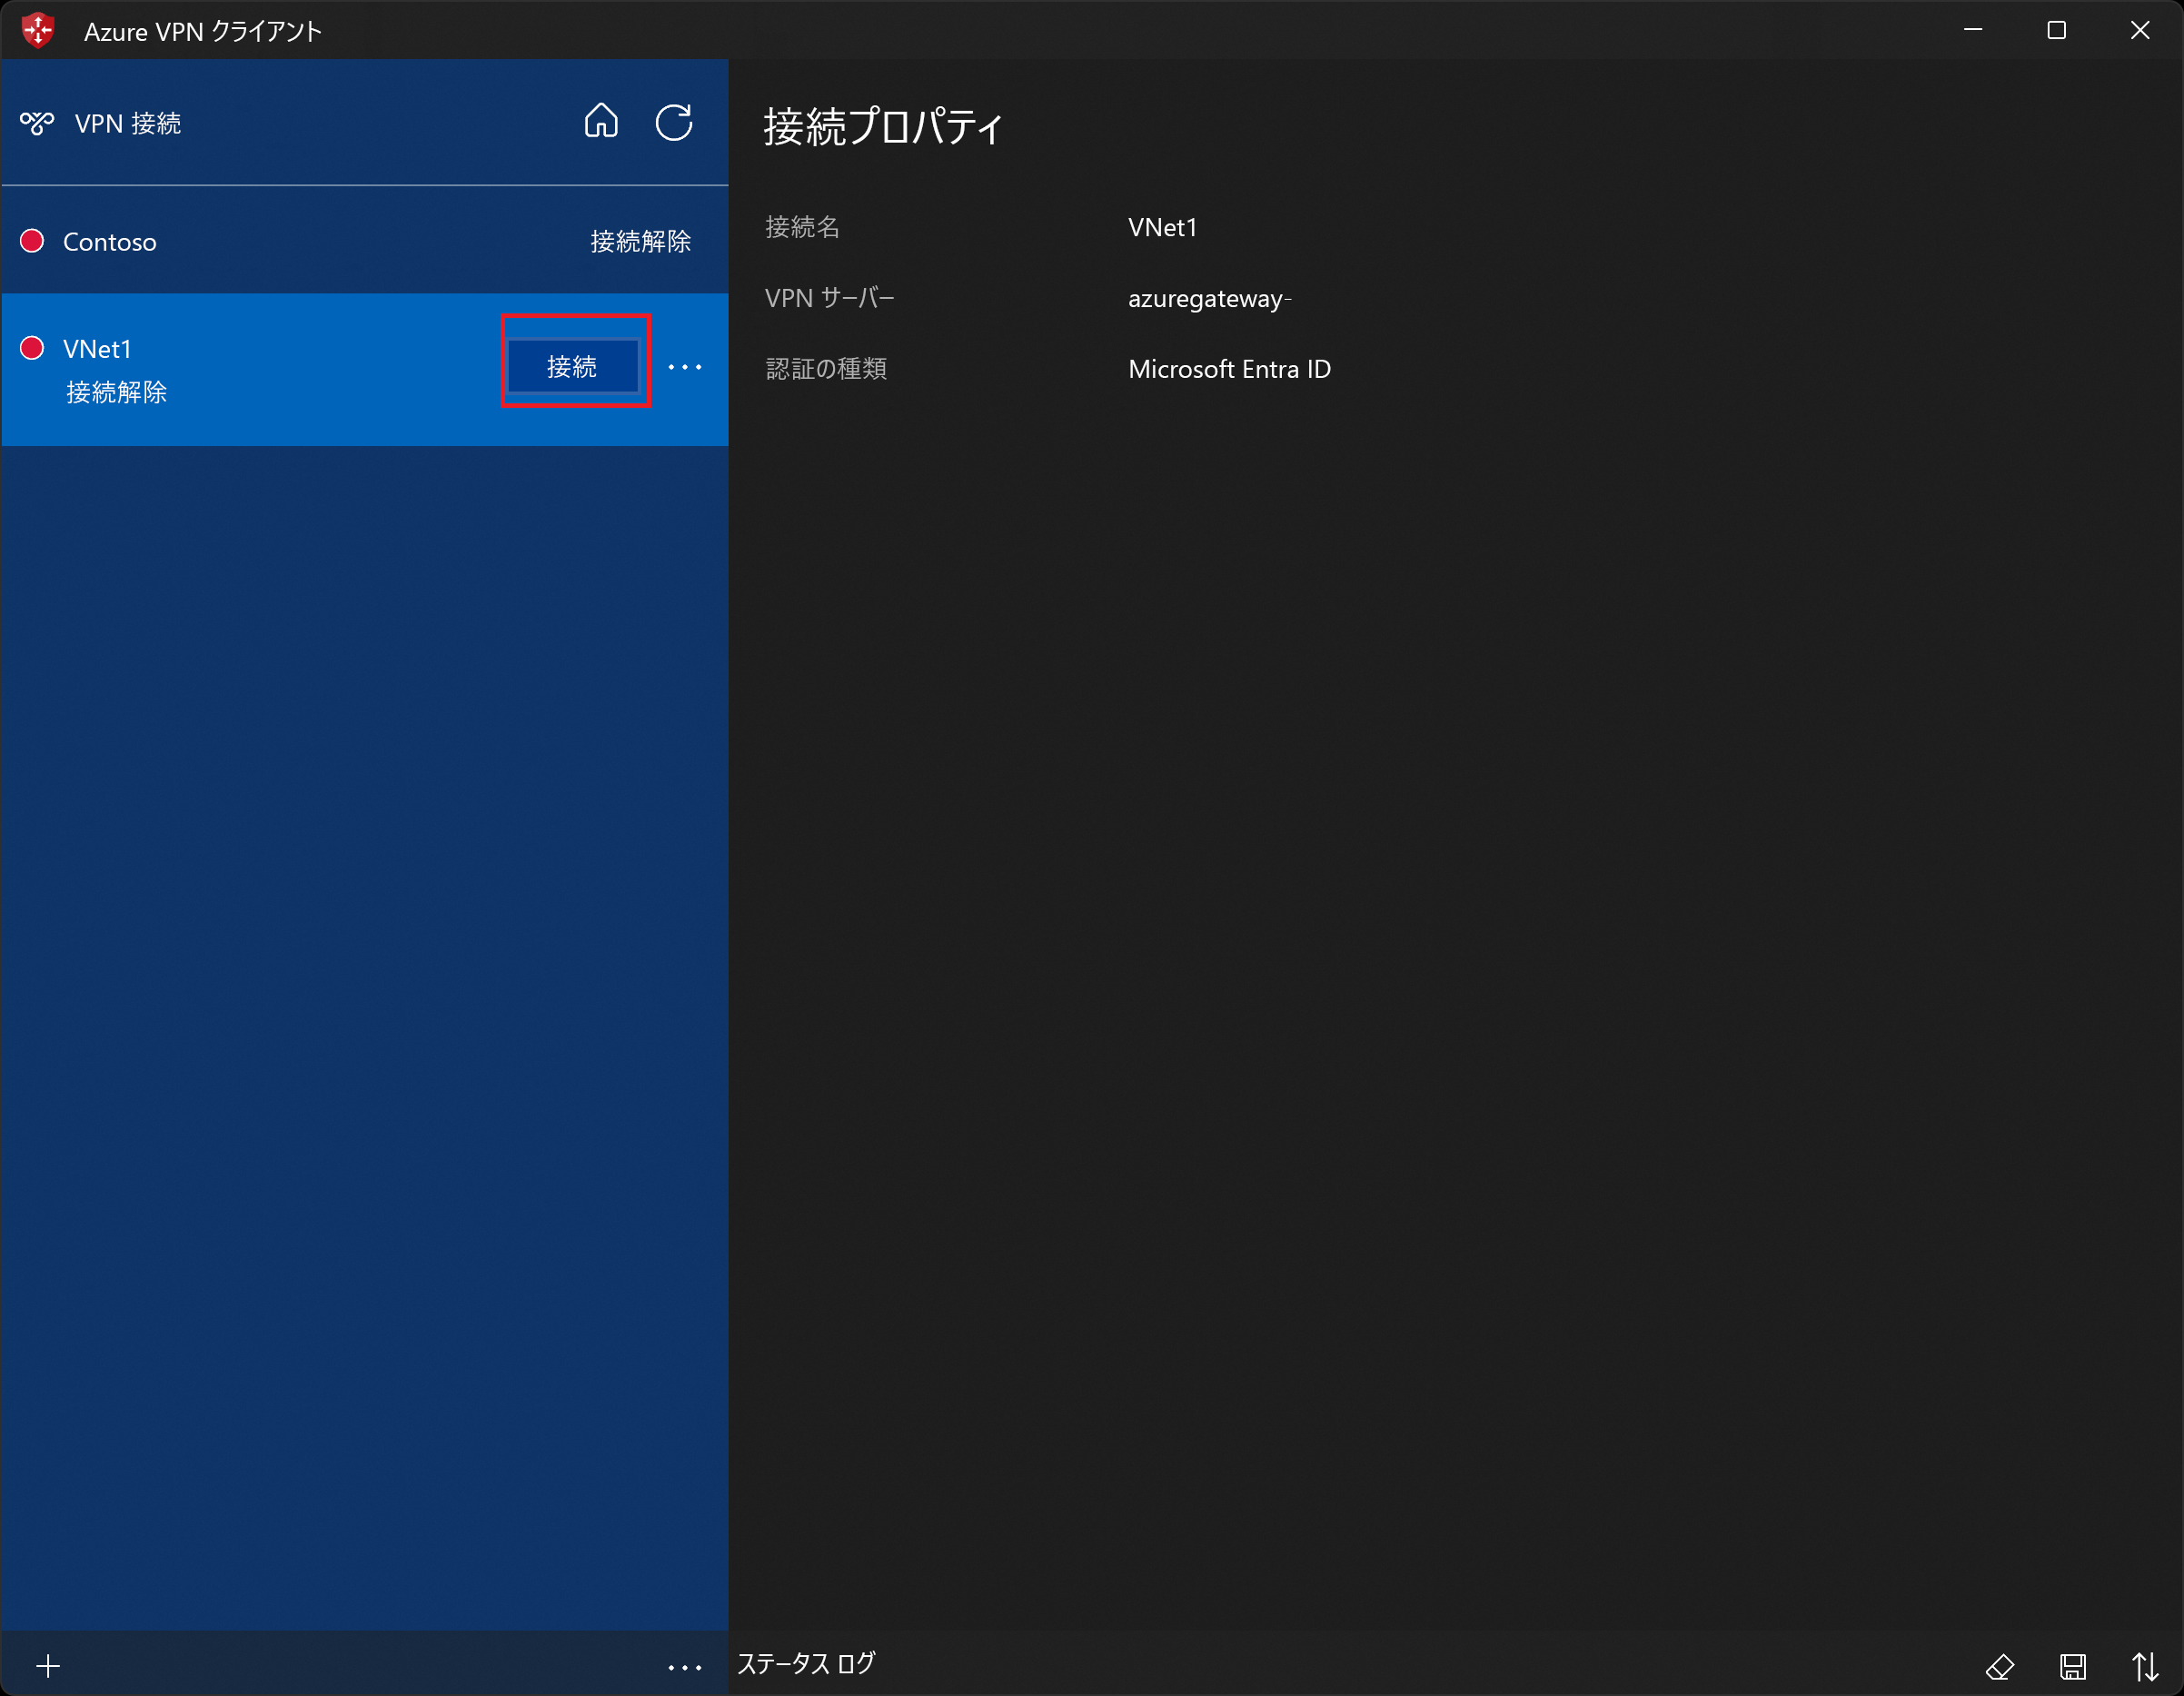 Azure VPN クライアント
VPN 接続
Contoso 接続解除
VNet1
接続
接続解除
接続プロパティ
接続名 VNet1
VPN サーバー azuregateway-
認証の種類 Microsoft Entra ID
ステータス ログ